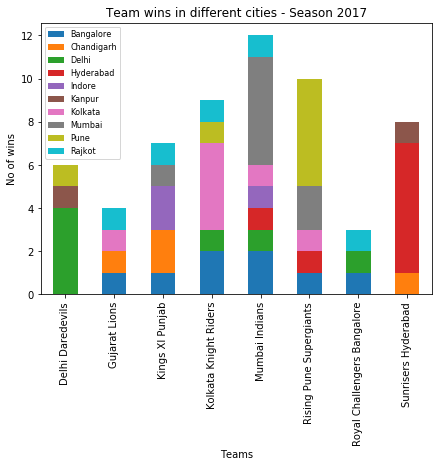 Team wins in different cities - Season 2017
No of wins
12
10
8
6
4
2
0
Bangalore
Chandigarh
Delhi
Hyderabad
Indore
Kanpur
Kolkata
Mumbai
Pune
Rajkot
Delhi Daredevils
Gujarat Lions
Kings XI Punjab
Kolkata Knight Riders
Mumbai Indians
Rising Pune Supergiants
Royal Challengers Bangalore
Sunrisers Hyderabad
Teams